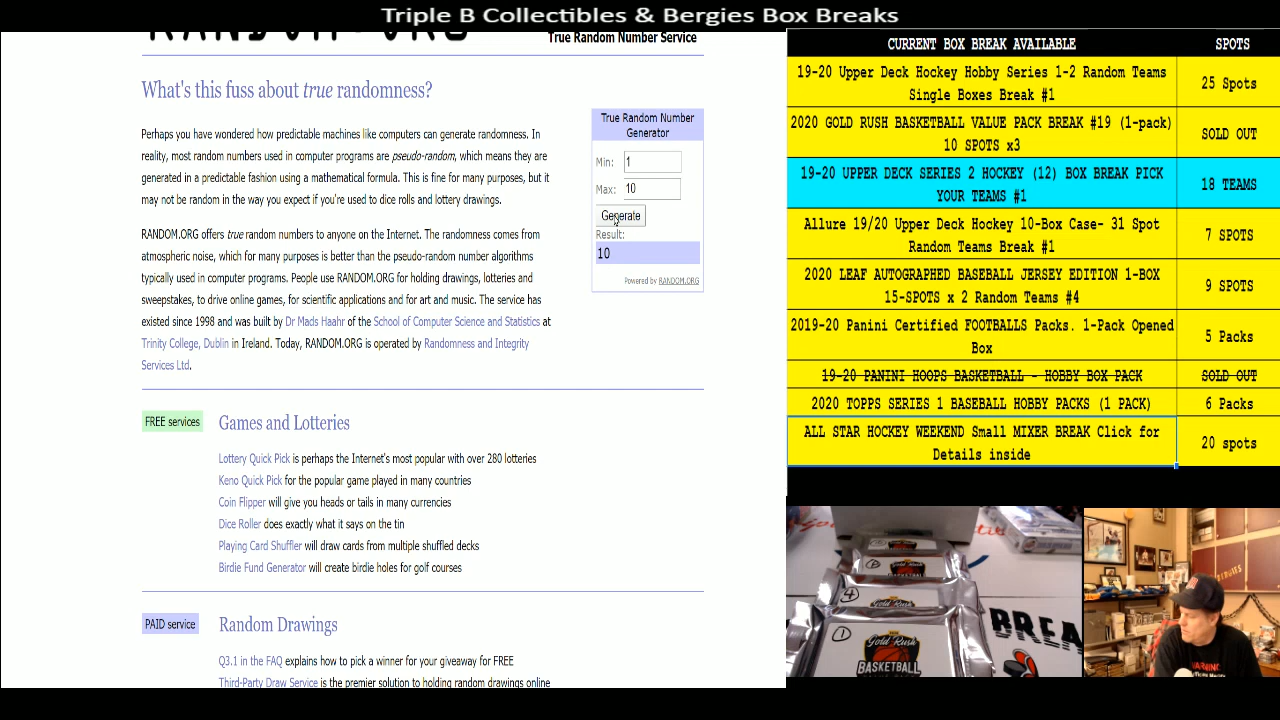 Triple B Collectibles & Bergies Box Breaks
RANDOM.ORG
True Random Number Service
What's this fuss about true randomness?
Perhaps you have wondered how predictable machines like computers can generate randomness. In
reality, most random numbers used in computer programs are pseudo-random, which means they are
generated in a predictable fashion using a mathematical formula. This is fine for many purposes, but it
may not be random in the way you expect if you're used to dice rolls and lottery drawings.
RANDOM.ORG offers true random numbers to anyone on the Internet. The randomness comes from
atmospheric noise, which for many purposes is better than the pseudo-random number algorithms
typically used in computer programs. People use RANDOM.ORG for holding drawings, lotteries and
sweepstakes, to drive online games, for scientific applications and for art and music. The service has
existed since 1998 and was built by Dr Mads Haahr of the School of Computer Science and Statistics at
Trinity College, Dublin in Ireland. Today, RANDOM.ORG is operated by Randomness and Integrity
Services Ltd.
True Random Number
Generator
Min: 1
Max: 10
Generate
Result:
10
Powered by RANDOM.ORG
FREE services
Games and Lotteries
Lottery Quick Pick is perhaps the Internet's most popular with over 280 lotteries
Keno Quick Pick for the popular game played in many countries
Coin Flipper will give you heads or tails in many currencies
Dice Roller does exactly what it says on the tin
Playing Card Shuffler will draw cards from multiple shuffled decks
Birdie Fund Generator will create birdie holes for golf courses
PAID service
Random Drawings
Q3.1 in the FAQ explains how to pick a winner for your giveaway for FREE
Third-Party Draw Service is the premier solution to holding random drawings online
CURRENT BOX BREAK AVAILABLE SPOTS
19-20 Upper Deck Hockey Hobby Series 1-2 Random Teams
Single Boxes Break #1
25 Spots
2020 GOLD RUSH BASKETBALL VALUE PACK BREAK #19 (1-pack)
10 SPOTS x3
SOLD OUT
19-20 UPPER DECK SERIES 2 HOCKEY (12) BOX BREAK PICK
YOUR TEAMS #1
18 TEAMS
Allure 19/20 Upper Deck Hockey 10-Box Case- 31 Spot
Random Teams Break #1
7 SPOTS
2020 LEAF AUTOGRAPHED BASEBALL JERSEY EDITION 1-BOX
15-SPOTS x 2 Random Teams #4
9 SPOTS
2019-20 Panini Certified FOOTBALLS Packs. 1-Pack Opened
Box
5 Packs
19-20 PANINI HOOPS BASKETBALL - HOBBY BOX PACK SOLD OUT
2020 TOPPS SERIES 1 BASEBALL HOBBY PACKS (1 PACK) 6 Packs
ALL STAR HOCKEY WEEKEND Small MIXER BREAK Click for
Details inside
20 spots
4
Gold Rush
1
Gold Rush
BASKETBALL
BREA
WARNING